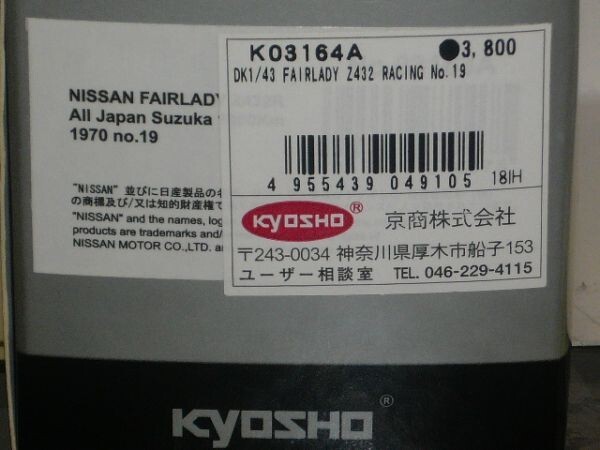 K03164A ●3,800
DK1/43 FAIRLADY Z432 RACING No.19
4 955439 049105 18IH
KYOSHO® 京商株式会社
〒243-0034 神奈川県厚木市船子153
ユーザー相談室 TEL. 046-229-4115
NISSAN FAIRLADY
All Japan Suzuka
1970 no.19
"NISSAN" 並びに日産製品の
の商標及び/又は知的財産権で
"NISSAN" and the names, log
products are trademarks and/
NISSAN MOTOR CO.,LTD. an
KYOSHO®